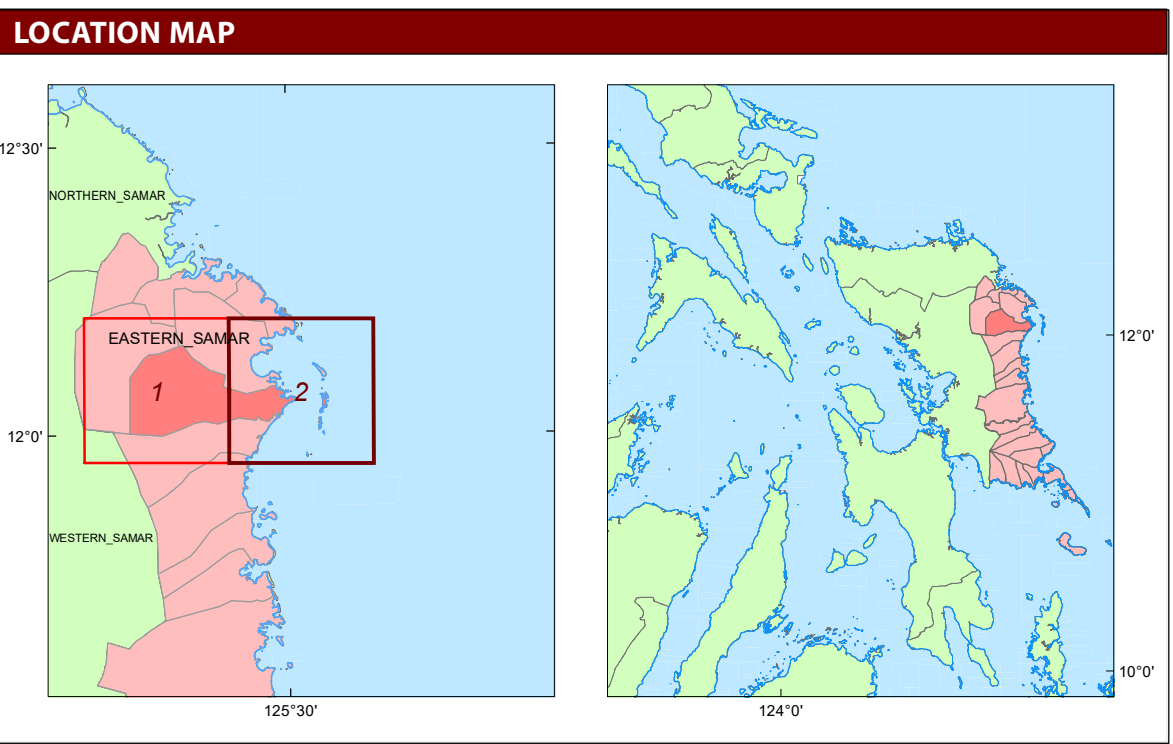 LOCATION MAP
12°30'
NORTHERN_SAMAR
EASTERN_SAMAR
1
2
12°0'
WESTERN_SAMAR
125°30'
12°0'
10°0'
124°0'